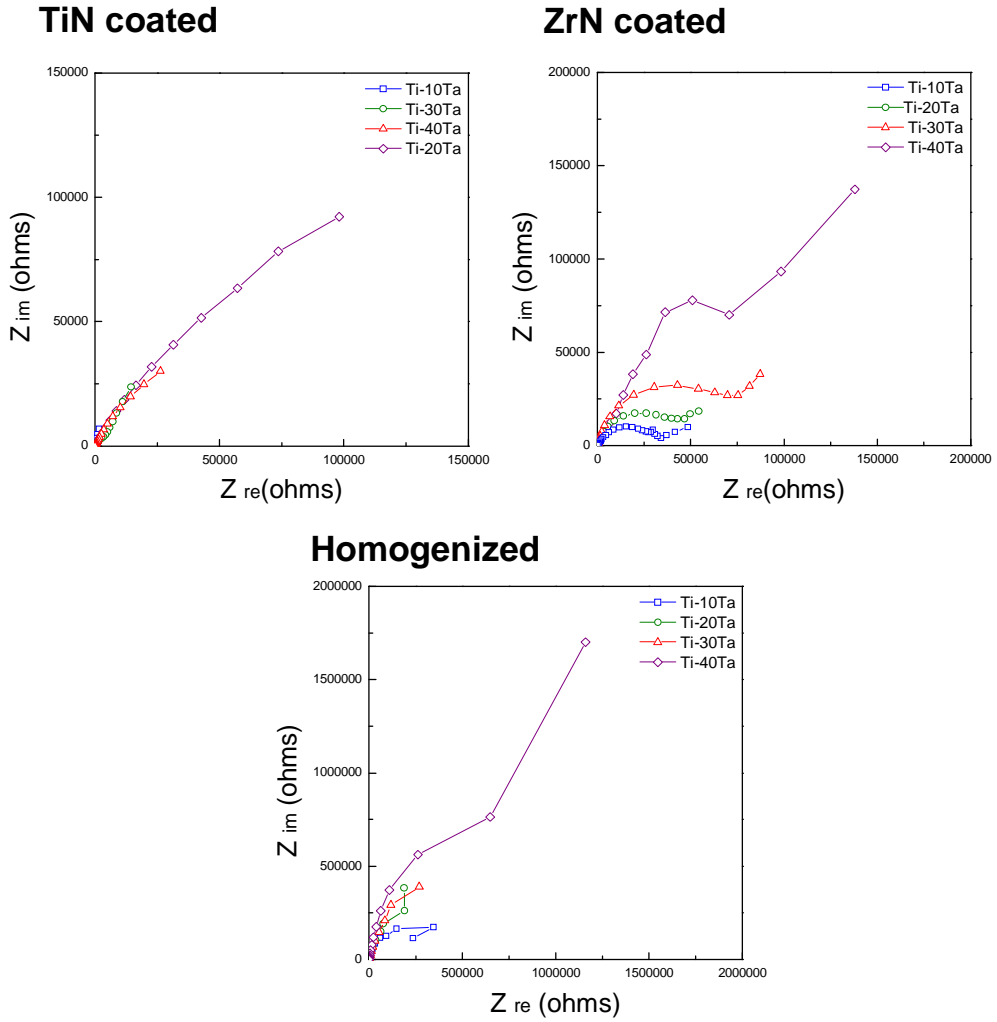 TiN coated
150000
100000
50000
0
0
50000
100000
150000
Z im (ohms)
Z re(ohms)
Ti-10Ta
Ti-30Ta
Ti-40Ta
Ti-20Ta
ZrN coated
200000
150000
100000
50000
0
0
50000
100000
150000
200000
Z im (ohms)
Z re(ohms)
Ti-10Ta
Ti-20Ta
Ti-30Ta
Ti-40Ta
Homogenized
2000000
1500000
1000000
500000
0
0
500000
1000000
1500000
2000000
Z im (ohms)
Z re (ohms)
Ti-10Ta
Ti-20Ta
Ti-30Ta
Ti-40Ta